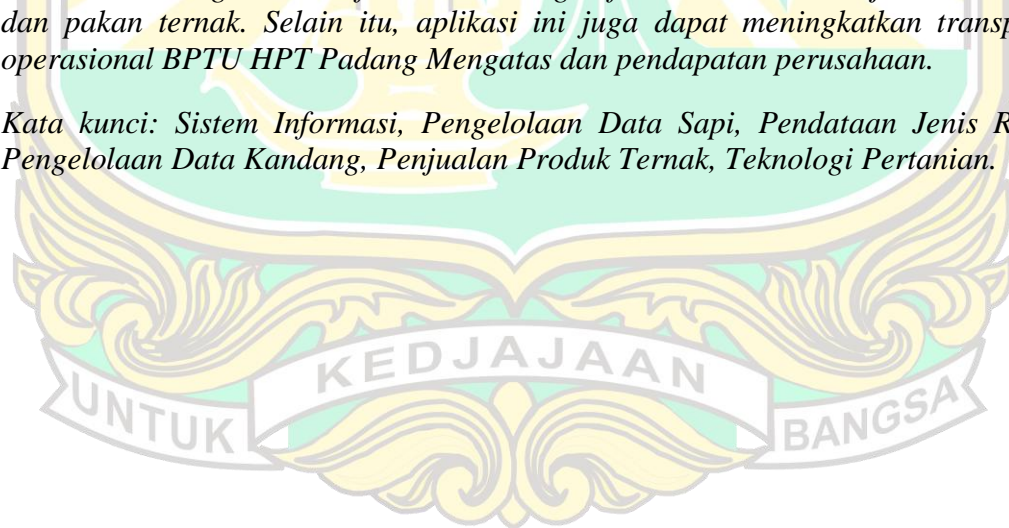 dan pakan ternak. Selain itu, aplikasi ini juga dapat meningkatkan transp
operasional BPTU HPT Padang Mengatas dan pendapatan perusahaan.
Kata kunci: Sistem Informasi, Pengelolaan Data Sapi, Pendataan Jenis R
Pengelolaan Data Kandang, Penjualan Produk Ternak, Teknologi Pertanian.
UNTUK KEDJAJAAN BANGSA